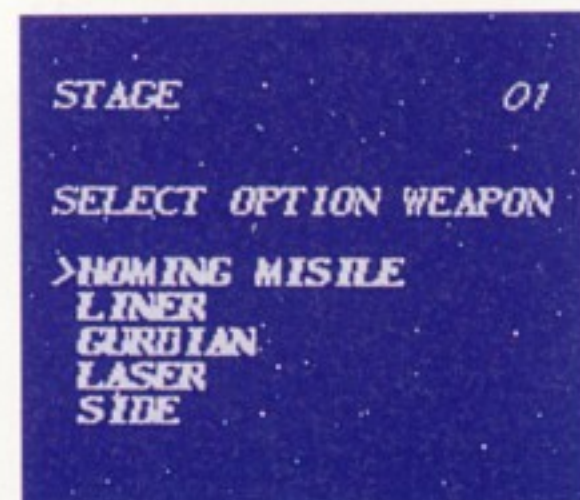 STAGE 01
SELECT OPTION WEAPON
>HOMING MISILE
LINER
GURDIAN
LASER
SIDE